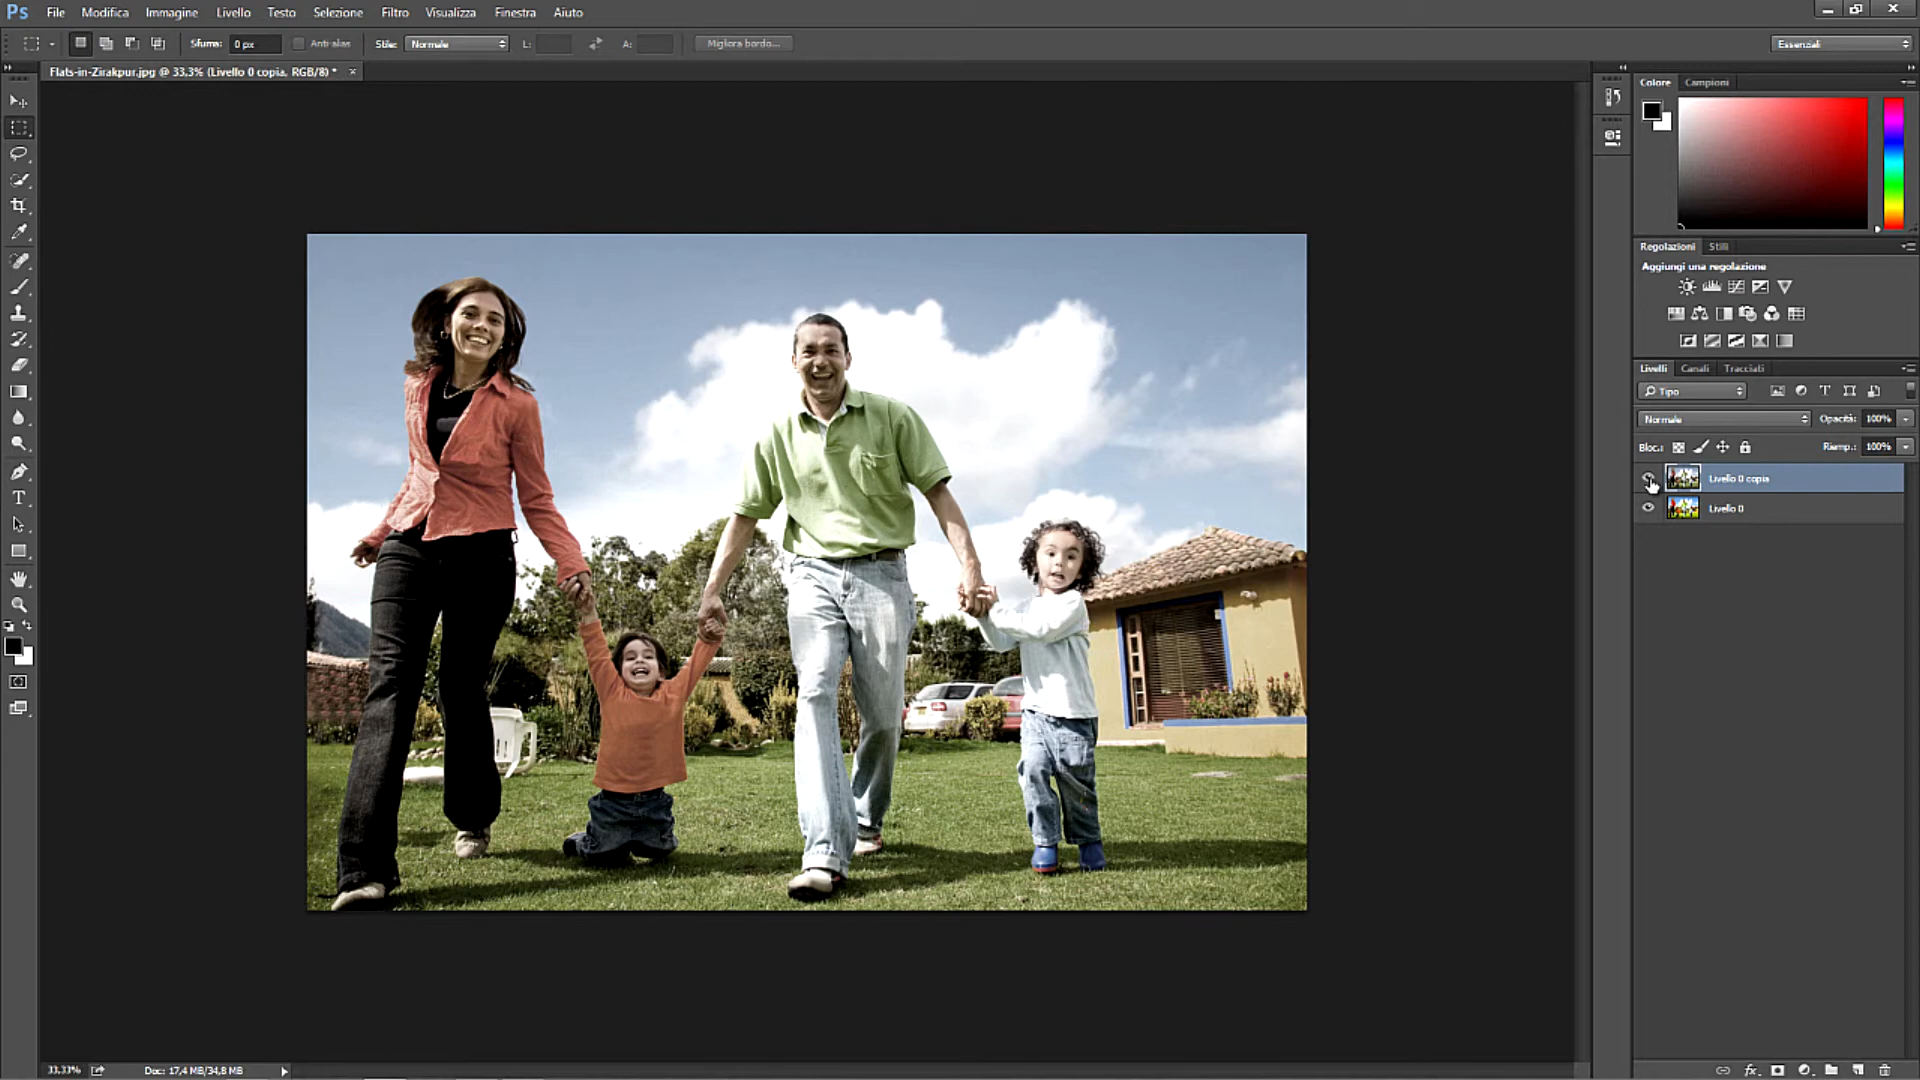 Ps File Modifica Immagine Livello Testo Selezione Filtro Visualizza Finestra Aiuto
Sfuma: 0 px Anti-alias Stile: Normale L: A: Migliora bordo... Essenziali
Flats-in-Zirakpur.jpg @ 33,3% (Livello 0 copia, RGB/8) *
Colore Campioni
Regolazioni Stili
Aggiungi una regolazione
Livelli Canali Tracciati
Tipo
Normale Opacità: 100%
Bloc.: Riemp.: 100%
Livello 0 copia
Livello 0
33,33% Doc: 17,4 MB/34,8 MB